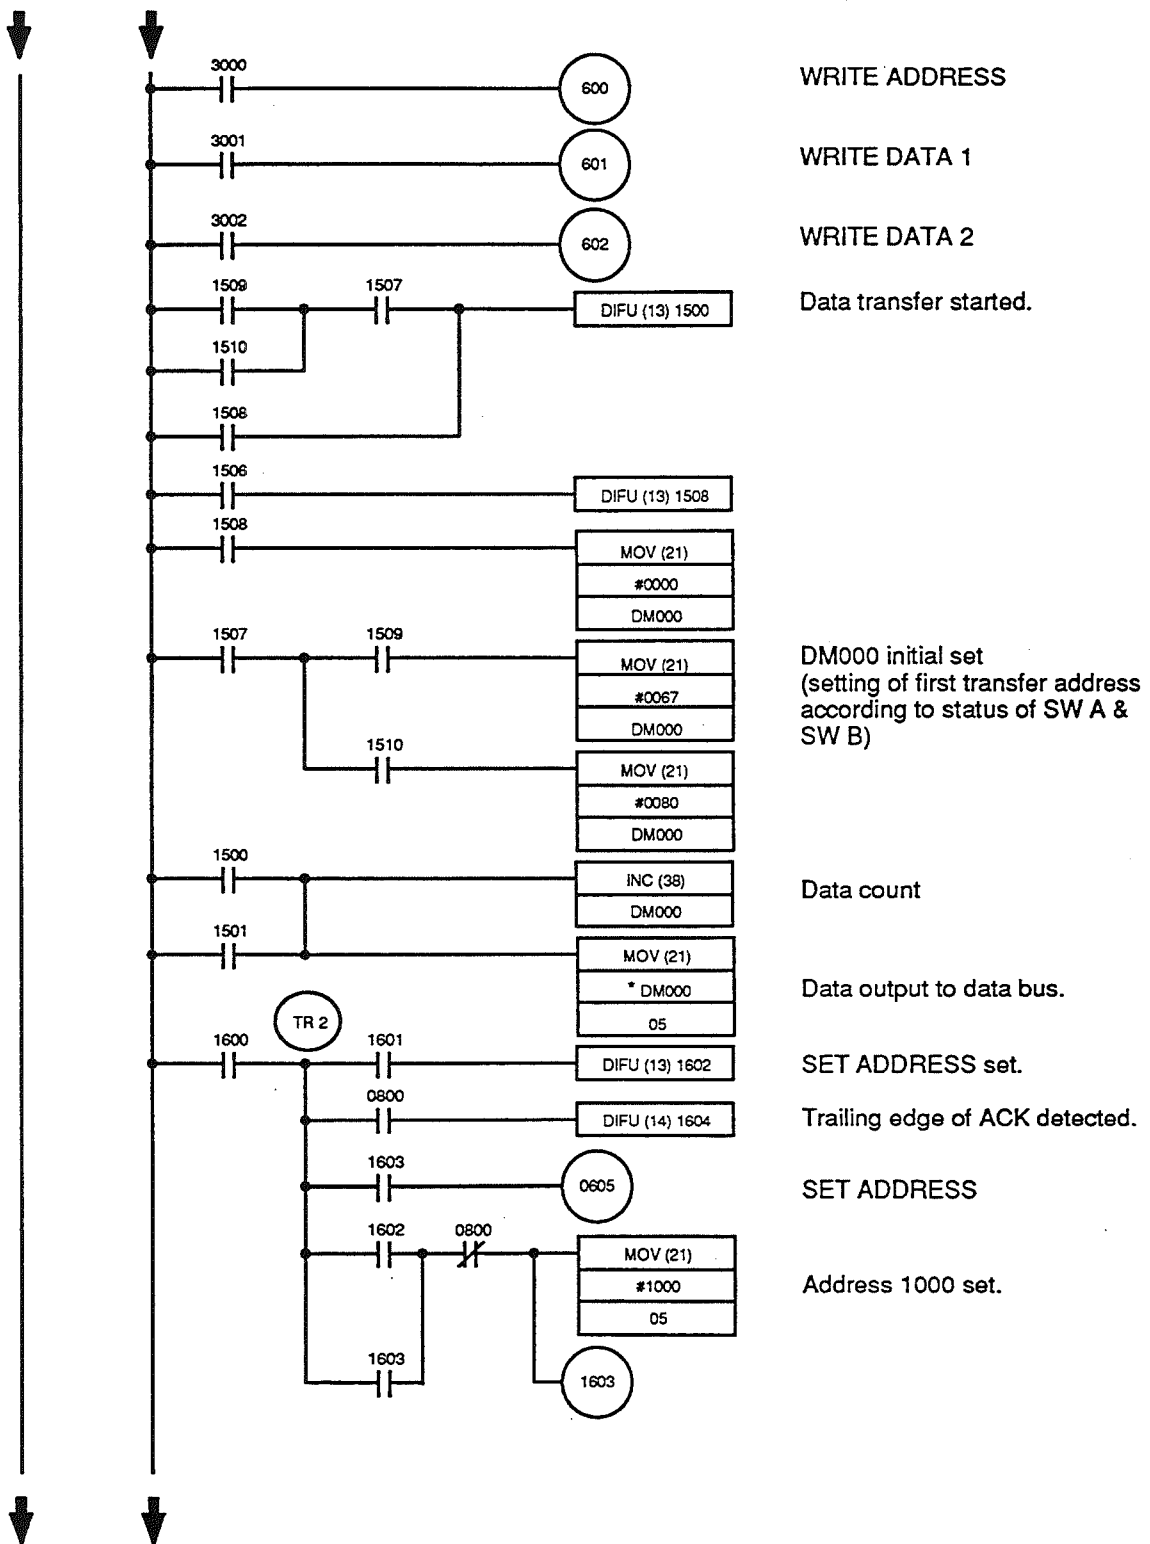 3000
600
WRITE ADDRESS
3001
601
WRITE DATA 1
3002
602
WRITE DATA 2
1509
1507
DIFU (13) 1500
Data transfer started.
1510
1508
1506
DIFU (13) 1508
1508
MOV (21)
#0000
DM000
1507
1509
MOV (21)
#0067
DM000
DM000 initial set
(setting of first transfer address
according to status of SW A &
SW B)
1510
MOV (21)
#0080
DM000
1500
INC (38)
DM000
Data count
1501
MOV (21)
* DM000
05
Data output to data bus.
TR 2
1600
1601
DIFU (13) 1602
SET ADDRESS set.
0800
DIFU (14) 1604
Trailing edge of ACK detected.
1603
0605
SET ADDRESS
1602
0800
MOV (21)
#1000
05
Address 1000 set.
1603
1603